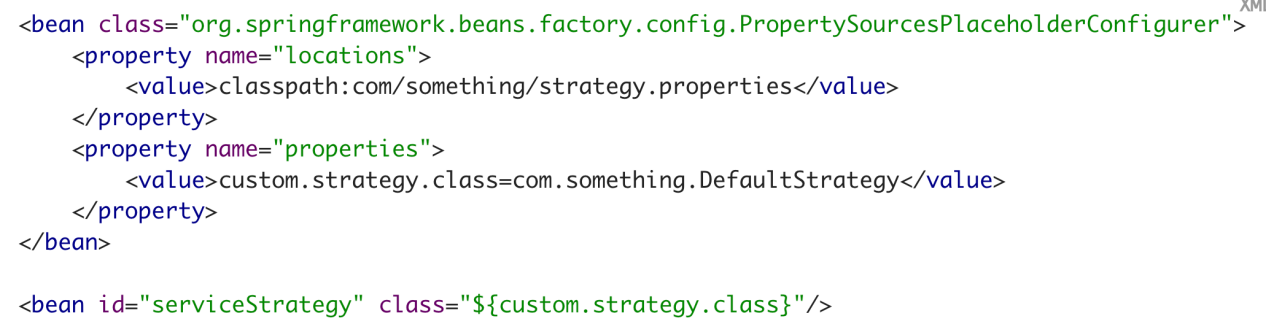 XML
<bean class="org.springframework.beans.factory.config.PropertySourcesPlaceholderConfigurer">
    <property name="locations">
        <value>classpath:com/something/strategy.properties</value>
    </property>
    <property name="properties">
        <value>custom.strategy.class=com.something.DefaultStrategy</value>
    </property>
</bean>
<bean id="serviceStrategy" class="${custom.strategy.class}"/>